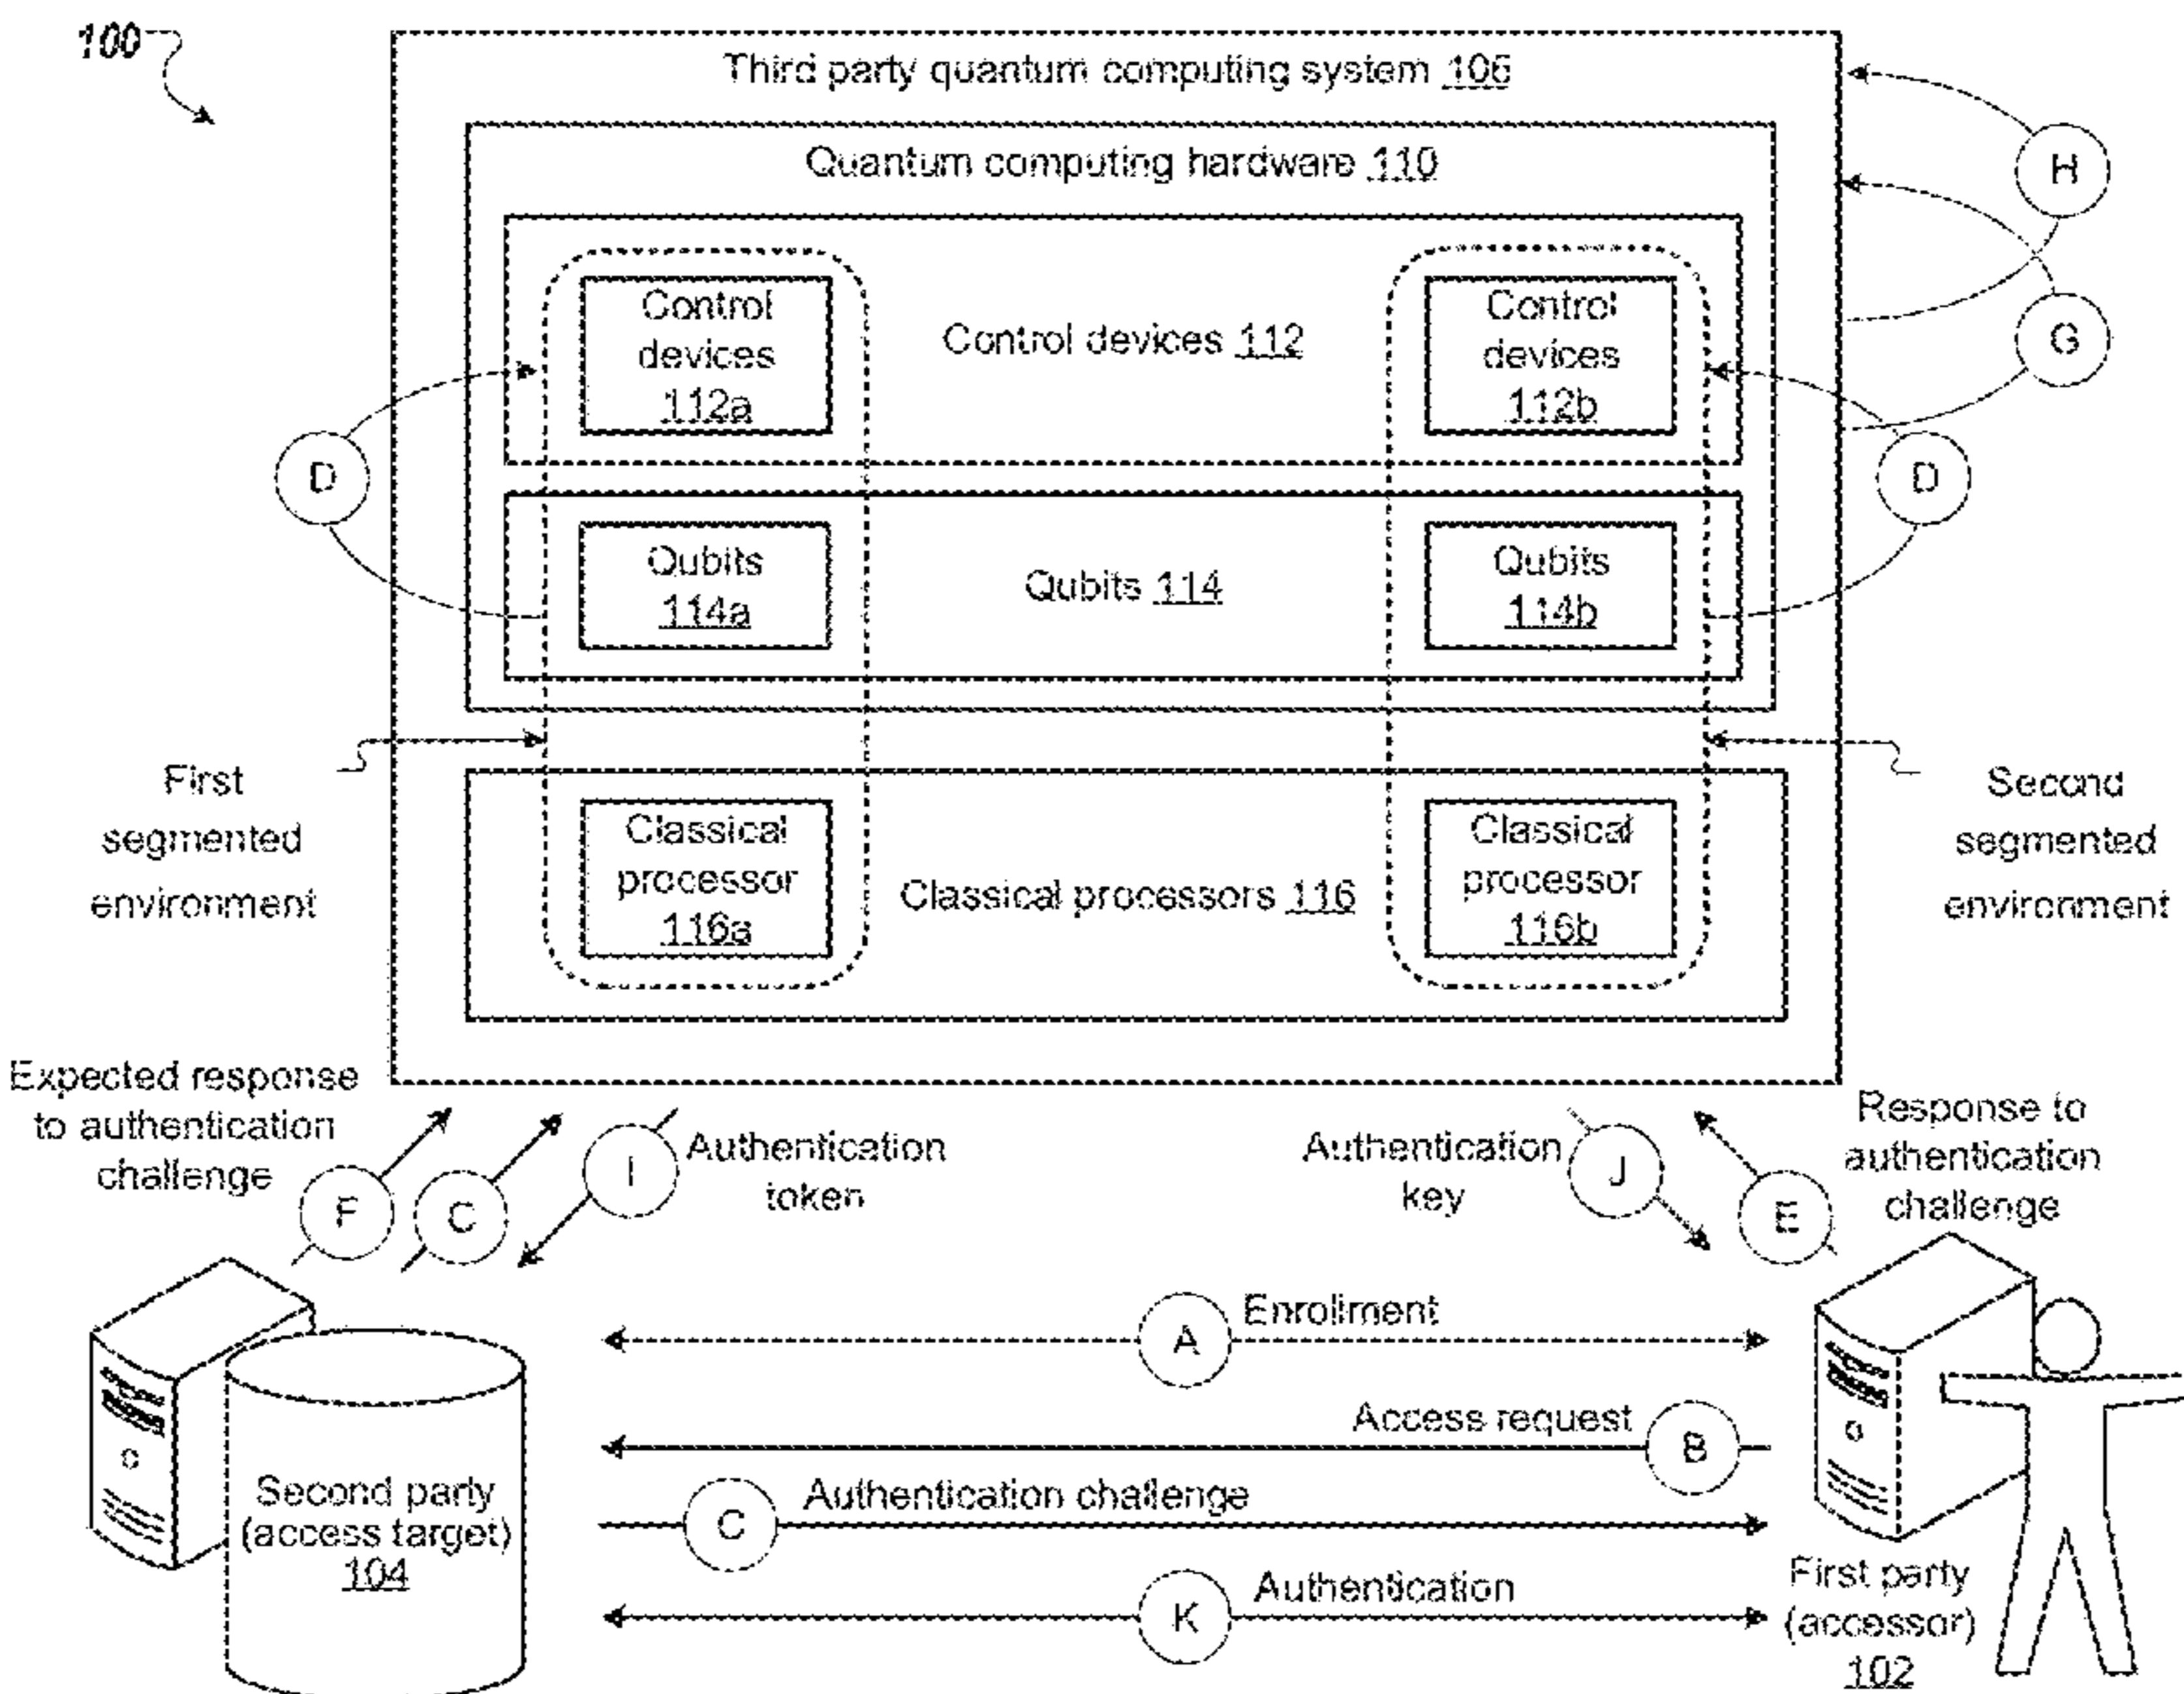 100
Third party quantum computing system 106
Quantum computing hardware 110
H
Control
devices
112a
Control devices 112
Control
devices
112b
G
D
D
Qubits
114a
Qubits 114
Qubits
114b
First
segmented
environment
Second
segmented
environment
Classical
processor
116a
Classical processors 116
Classical
processor
116b
Expected response
to authentication
challenge
F
C
I
Authentication
token
Authentication
key
J
E
Response to
authentication
challenge
A
Enrollment
Access request
B
C
Authentication challenge
K
Authentication
Second party
(access target)
104
First party
(accessor)
102